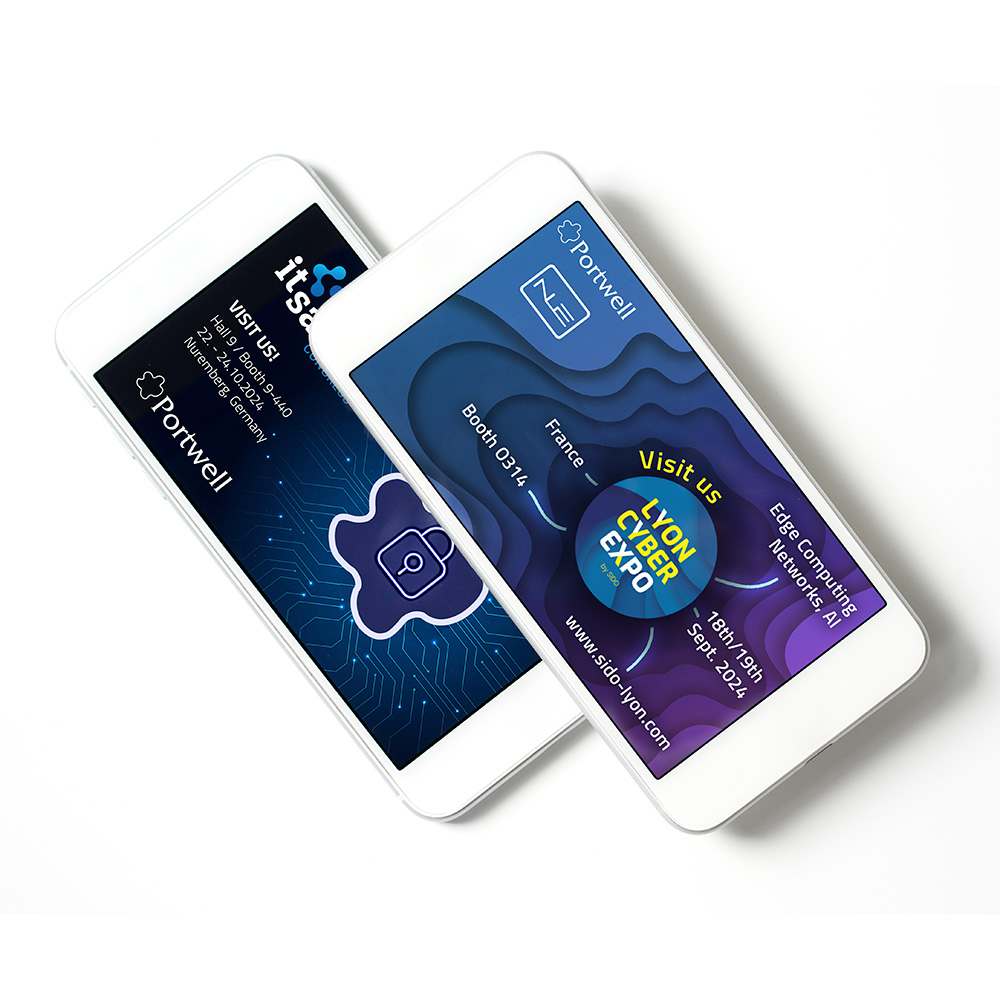 it
VISIT US!
Hall 9 / Booth 9-440
22. - 24.10.2024
Nuremberg, Germany
Portwell
Portwell
Booth 0314
France
Visit us
LYON
CYBER
EXPO
by SIDO
Edge Computing
Networks, AI
18th/19th
Sept. 2024
www.sido-lyon.com